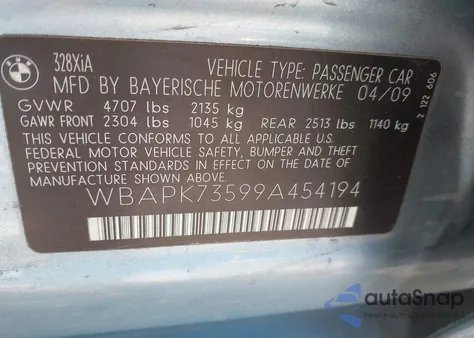 BMW
328XiA
VEHICLE TYPE: PASSENGER CAR
MFD BY BAYERISCHE MOTORENWERKE 04/09
GVWR 4707 lbs 2135 kg
GAWR FRONT 2304 lbs 1045 kg REAR 2513 lbs 1140 kg
THIS VEHICLE CONFORMS TO ALL APPLICABLE U.S.
FEDERAL MOTOR VEHICLE SAFETY, BUMPER AND THEFT
PREVENTION STANDARDS IN EFFECT ON THE DATE OF
MANUFACTURE SHOWN ABOVE.
WBAPK73599A454194
2 122 606
autoSnap